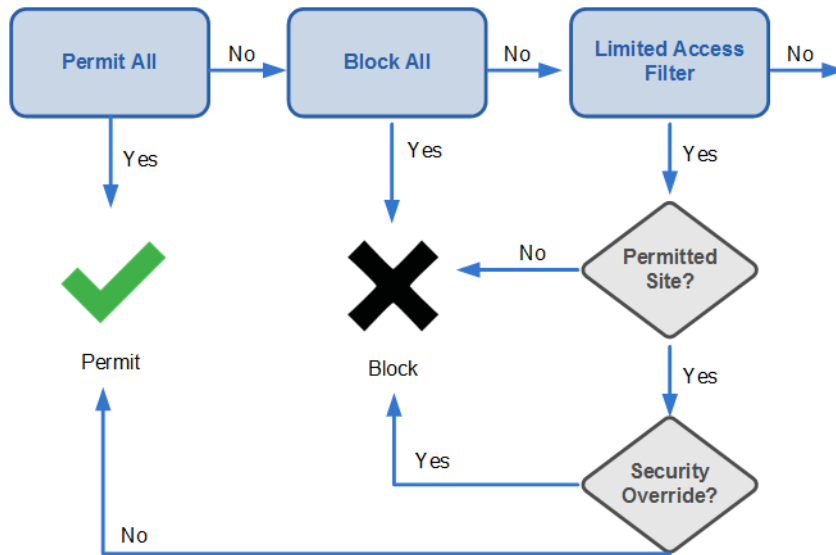 Permit All
No
Block All
No
Limited Access
Filter
No
Yes
Yes
Yes
No
Permitted
Site?
Permit
Block
Yes
Yes
Security
Override?
No